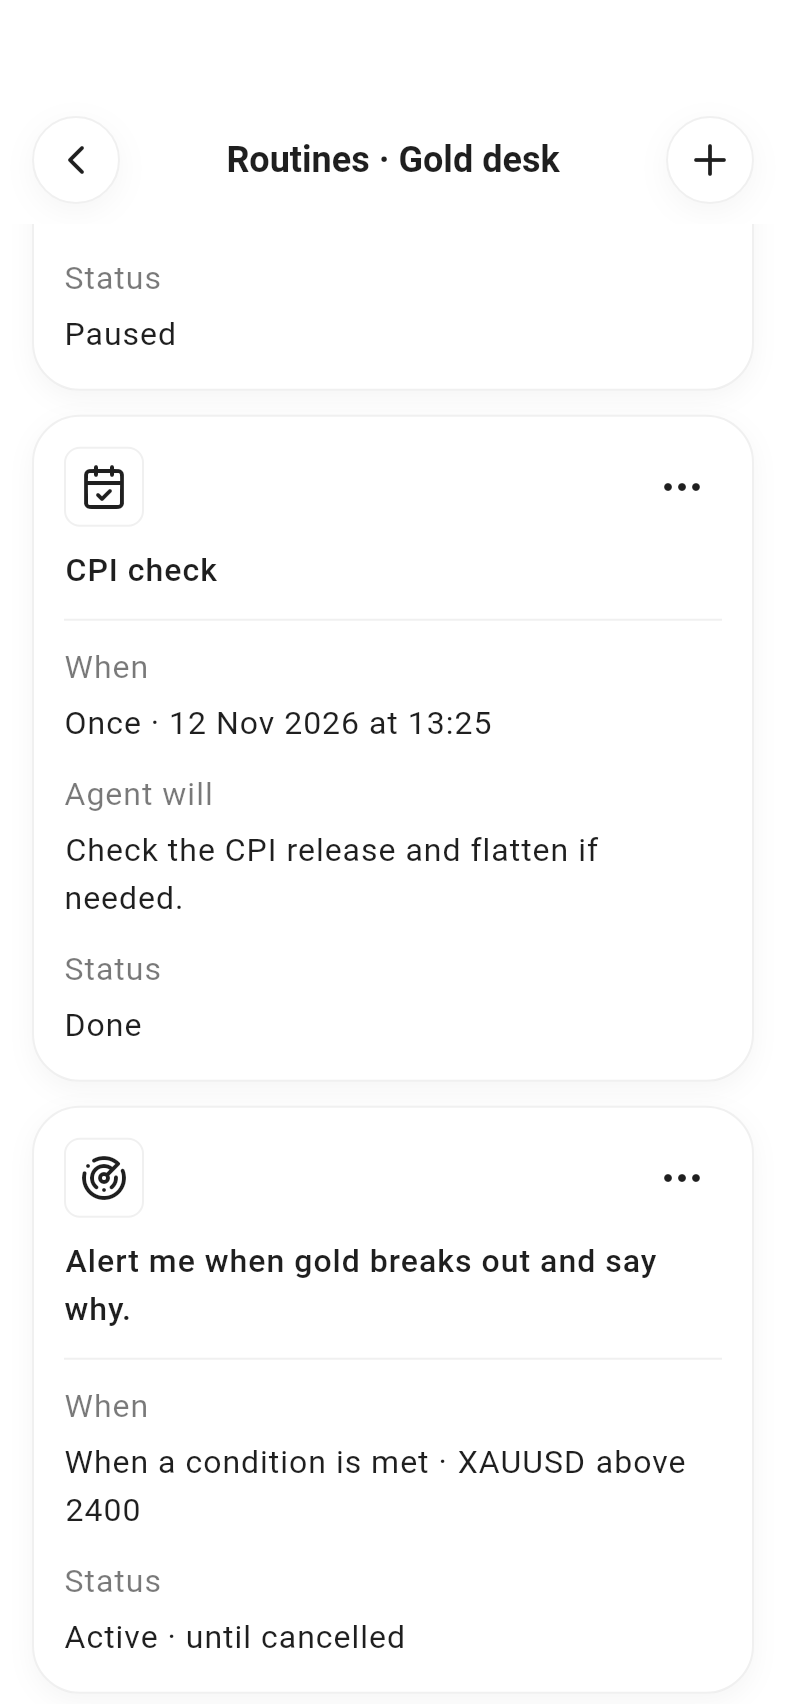 Routines · Gold desk
Status
Paused
CPI check
When
Once · 12 Nov 2026 at 13:25
Agent will
Check the CPI release and flatten if
needed.
Status
Done
Alert me when gold breaks out and say
why.
When
When a condition is met · XAUUSD above
2400
Status
Active · until cancelled